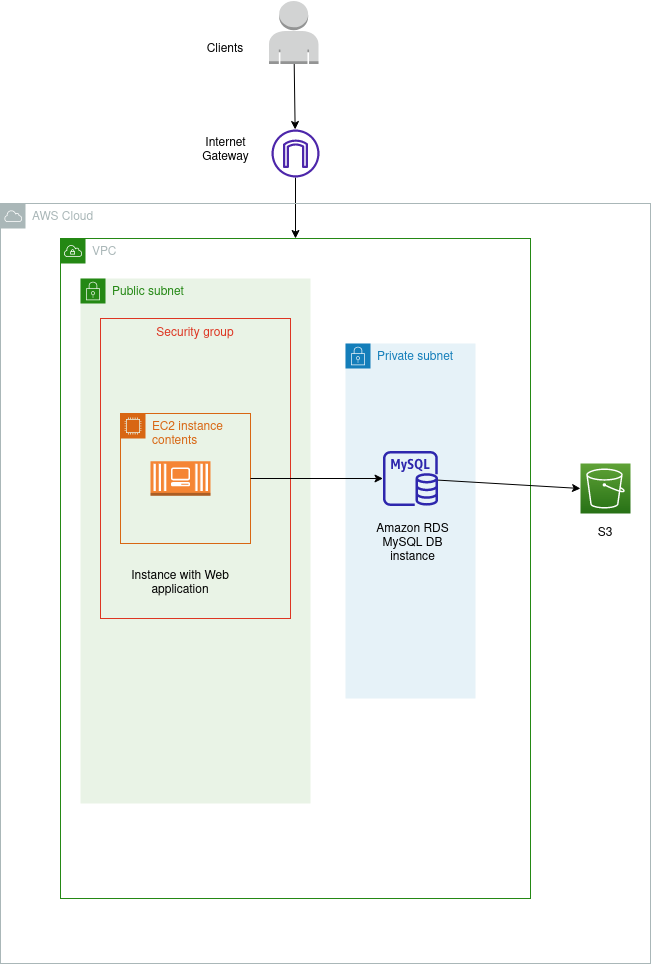 Clients
Internet
Gateway
AWS Cloud
VPC
Public subnet
Security group
Private subnet
EC2 instance
contents
MySQL
Amazon RDS
MySQL DB
instance
S3
Instance with Web
application